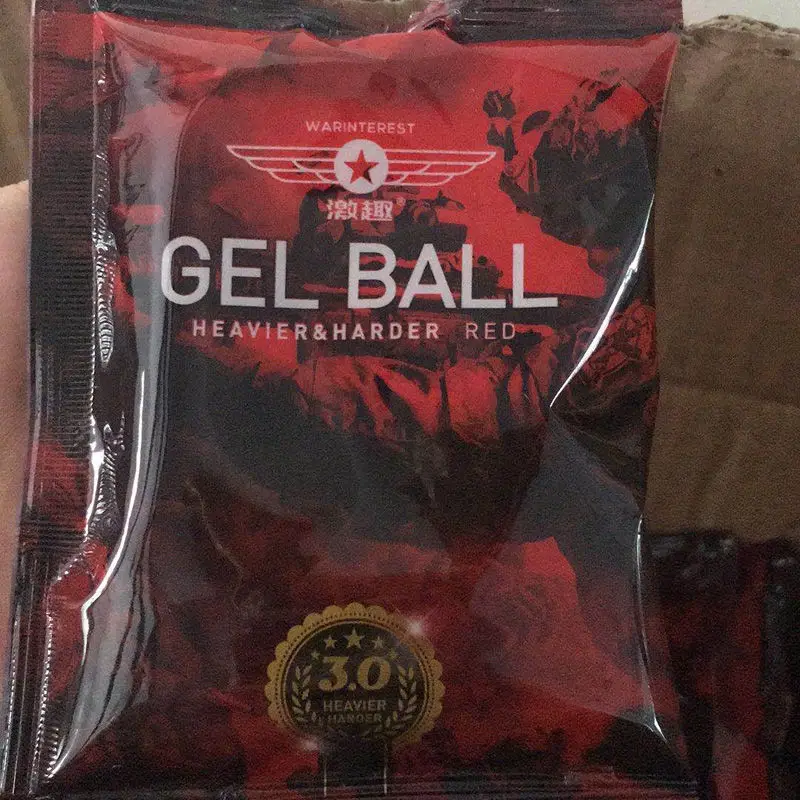 WARINTEREST
激趣®
GEL BALL
HEAVIER&HARDER RED
3.0
HEAVIER
HARDER